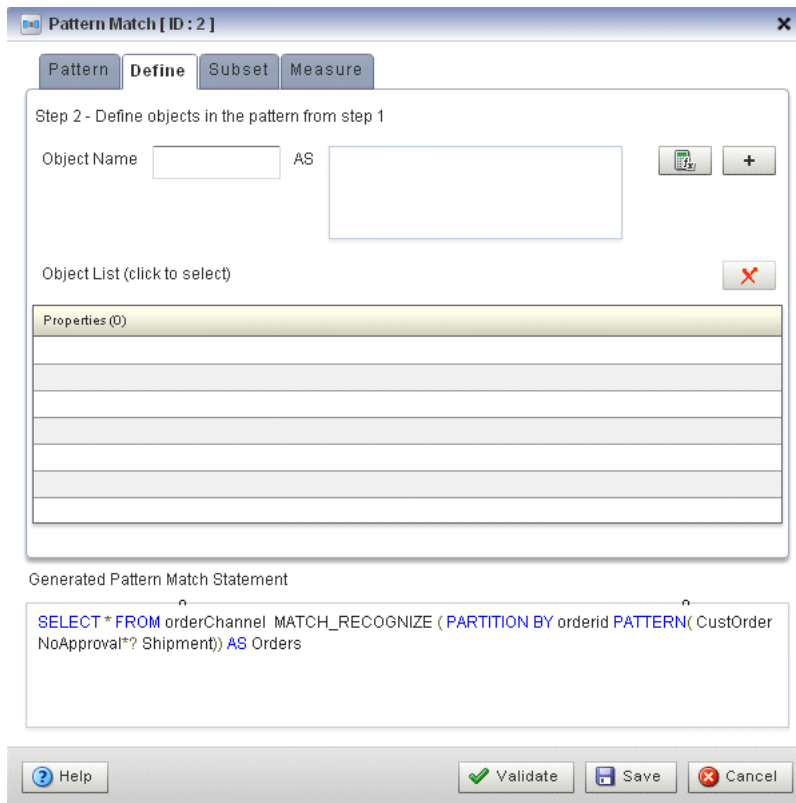 Pattern Match [ ID : 2 ]
Pattern Define Subset Measure
Step 2 - Define objects in the pattern from step 1
Object Name AS
+
Object List (click to select)
Properties (0)
Generated Pattern Match Statement
SELECT * FROM orderChannel MATCH_RECOGNIZE ( PARTITION BY orderid PATTERN( CustOrder
NoApproval*? Shipment)) AS Orders
Help Validate Save Cancel